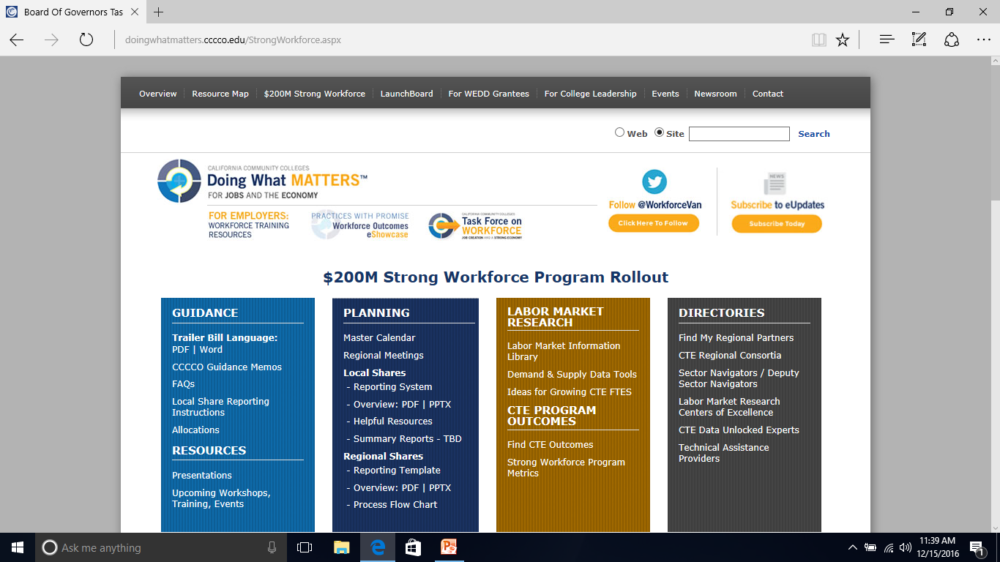 Board Of Governors Tas
doingwhatmatters.cccco.edu/StrongWorkforce.aspx
Overview Resource Map $200M Strong Workforce LaunchBoard For WEDD Grantees For College Leadership Events Newsroom Contact
Web Site Search
CALIFORNIA COMMUNITY COLLEGES
Doing What MATTERS™
FOR JOBS AND THE ECONOMY
FOR EMPLOYERS:
WORKFORCE TRAINING
RESOURCES
PRACTICES WITH PROMISE
Workforce Outcomes
eShowcase
CALIFORNIA COMMUNITY COLLEGES
Task Force on
WORKFORCE
JOB CREATION AND A STRONG ECONOMY
Follow @WorkforceVan
Click Here To Follow
NEWS
Subscribe to eUpdates
Subscribe Today
$200M Strong Workforce Program Rollout
GUIDANCE
Trailer Bill Language:
PDF | Word
CCCCO Guidance Memos
FAQs
Local Share Reporting
Instructions
Allocations
RESOURCES
Presentations
Upcoming Workshops,
Training, Events
PLANNING
Master Calendar
Regional Meetings
Local Shares
- Reporting System
- Overview: PDF | PPTX
- Helpful Resources
- Summary Reports - TBD
Regional Shares
- Reporting Template
- Overview: PDF | PPTX
- Process Flow Chart
LABOR MARKET
RESEARCH
Labor Market Information
Library
Demand & Supply Data Tools
Ideas for Growing CTE FTES
CTE PROGRAM
OUTCOMES
Find CTE Outcomes
Strong Workforce Program
Metrics
DIRECTORIES
Find My Regional Partners
CTE Regional Consortia
Sector Navigators / Deputy
Sector Navigators
Labor Market Research
Centers of Excellence
CTE Data Unlocked Experts
Technical Assistance
Providers
Ask me anything
11:39 AM
12/15/2016
1